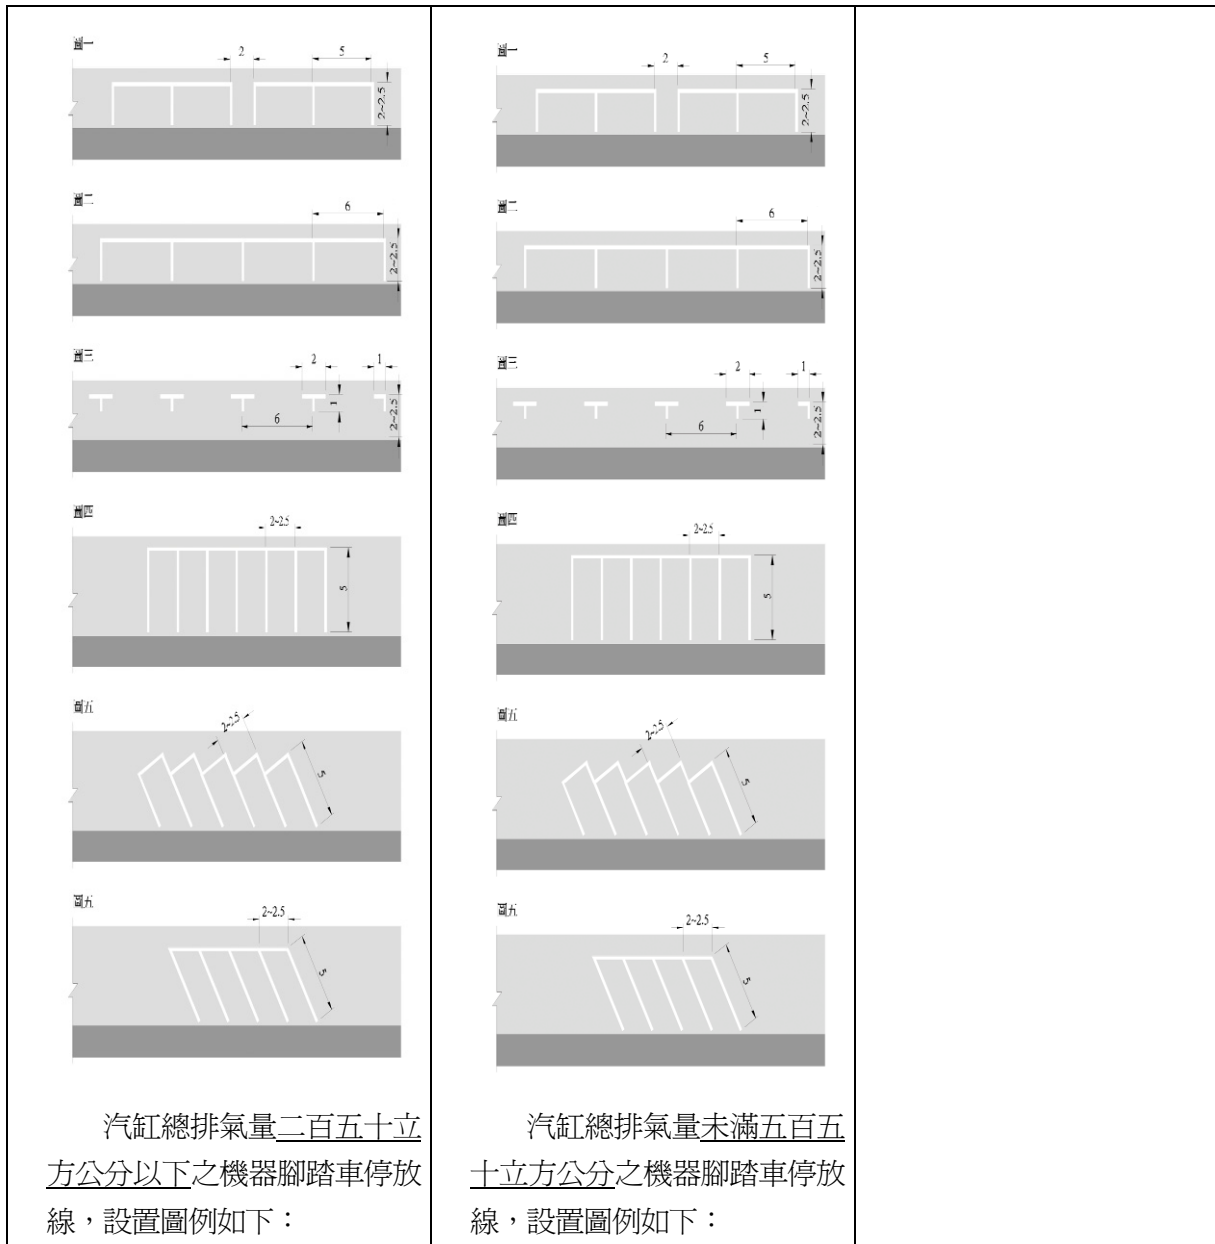 圖一
2
5
2~2.5
圖二
6
2~2.5
圖三
2
1
1
6
2~2.5
圖四
2~2.5
5
圖五
2~2.5
5
圖五
2~2.5
5
汽缸總排氣量二百五十立
方公分以下之機器腳踏車停放
線，設置圖例如下：
圖一
2
5
2~2.5
圖二
6
2~2.5
圖三
2
1
1
6
2~2.5
圖四
2~2.5
5
圖五
2~2.5
5
圖五
2~2.5
5
汽缸總排氣量未滿五百五
十立方公分之機器腳踏車停放
線，設置圖例如下：